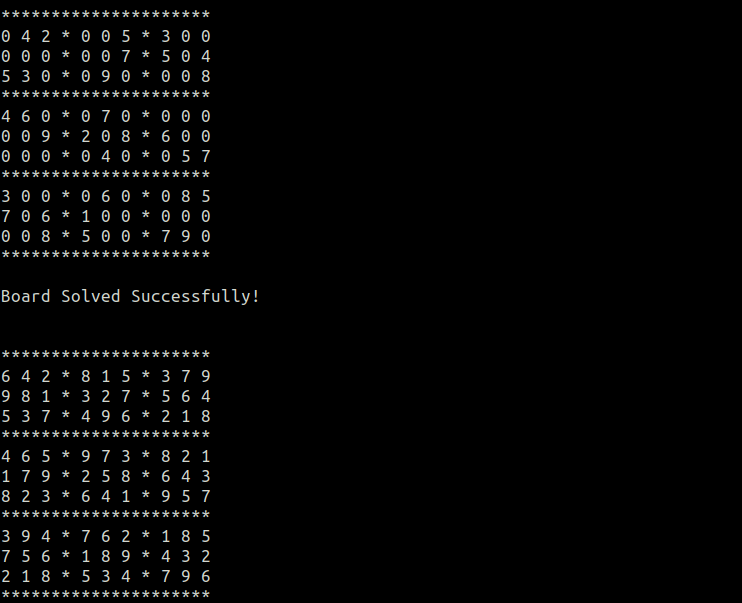 *********************
0 4 2 * 0 0 5 * 3 0 0
0 0 0 * 0 0 7 * 5 0 4
5 3 0 * 0 9 0 * 0 0 8
*********************
4 6 0 * 0 7 0 * 0 0 0
0 0 9 * 2 0 8 * 6 0 0
0 0 0 * 0 4 0 * 0 5 7
*********************
3 0 0 * 0 6 0 * 0 8 5
7 0 6 * 1 0 0 * 0 0 0
0 0 8 * 5 0 0 * 7 9 0
*********************
Board Solved Successfully!
*********************
6 4 2 * 8 1 5 * 3 7 9
9 8 1 * 3 2 7 * 5 6 4
5 3 7 * 4 9 6 * 2 1 8
*********************
4 6 5 * 9 7 3 * 8 2 1
1 7 9 * 2 5 8 * 6 4 3
8 2 3 * 6 4 1 * 9 5 7
*********************
3 9 4 * 7 6 2 * 1 8 5
7 5 6 * 1 8 9 * 4 3 2
2 1 8 * 5 3 4 * 7 9 6
*********************